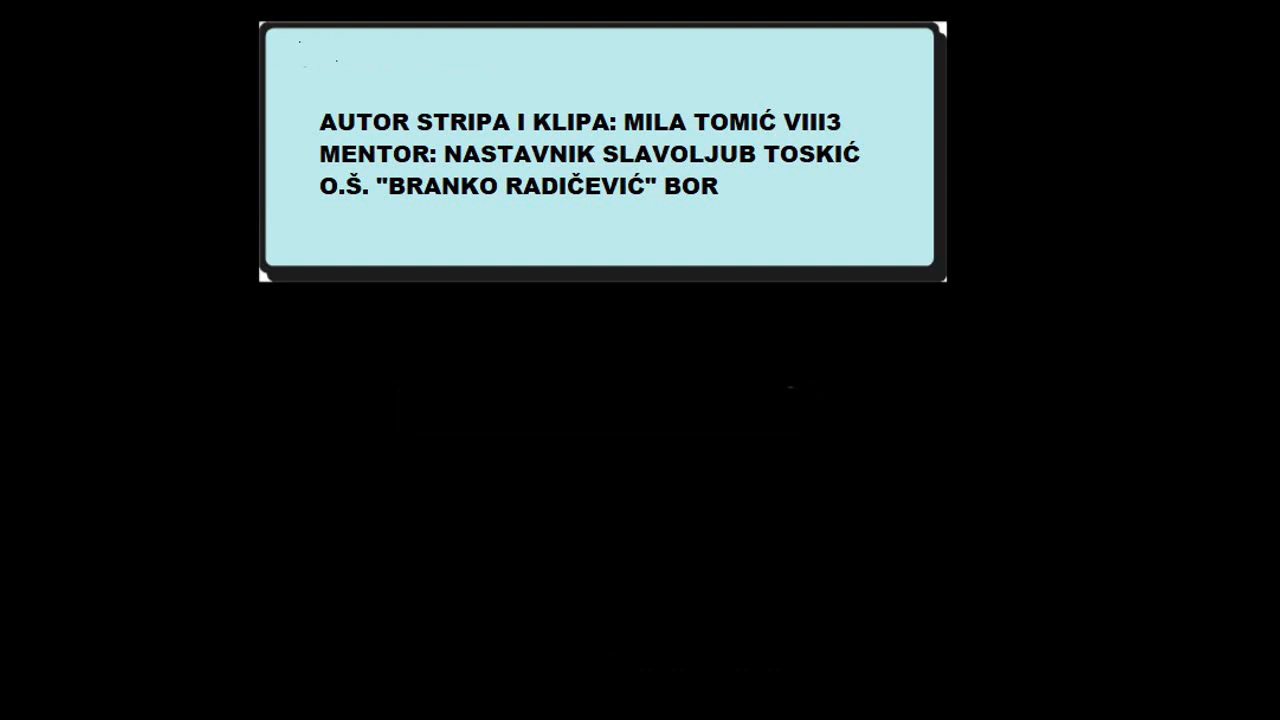 AUTOR STRIPA I KLIPA: MILA TOMIĆ VIII3
MENTOR: NASTAVNIK SLAVOLJUB TOSKIĆ
O.Š. "BRANKO RADIČEVIĆ" BOR